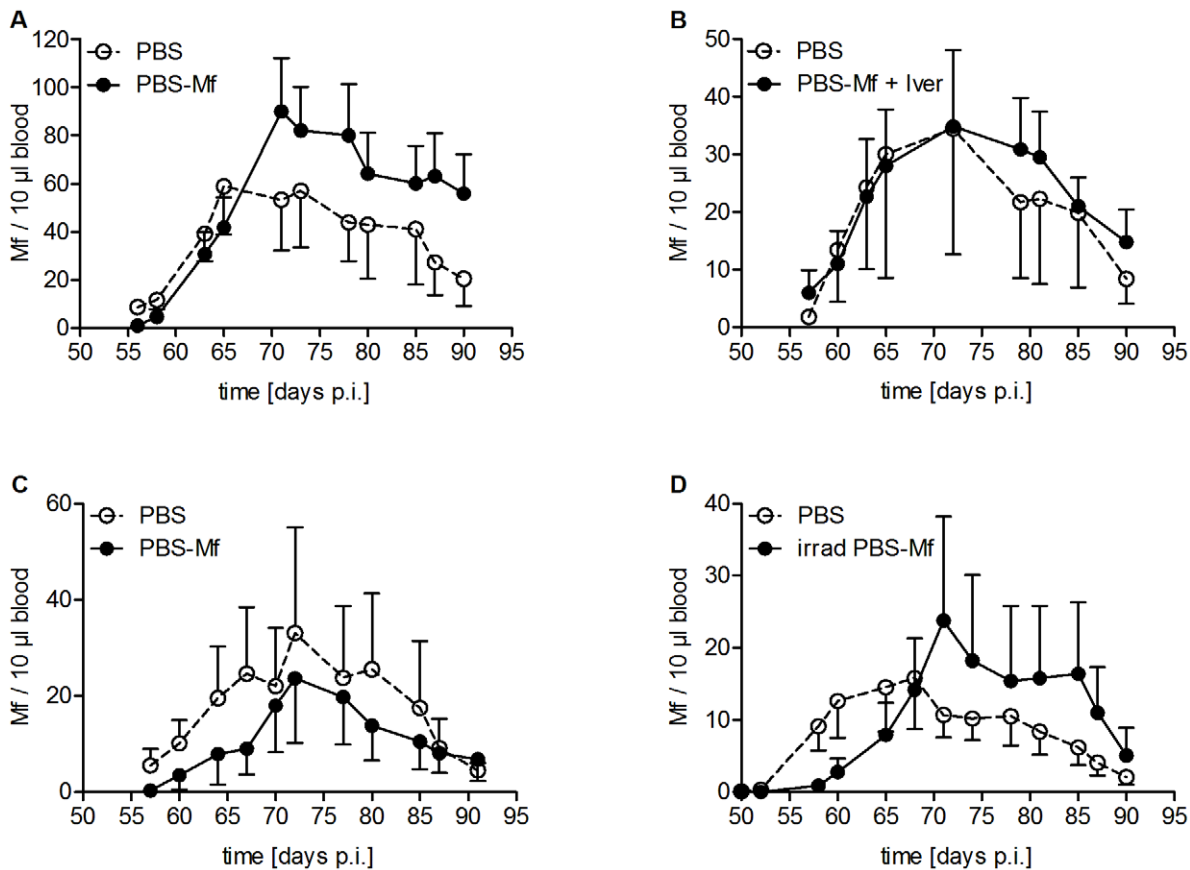 A
120
100
80
60
40
20
0
Mf / 10 µl blood
PBS
PBS-Mf
50 55 60 65 70 75 80 85 90 95
time [days p.i.]
B
50
40
30
20
10
0
Mf / 10 µl blood
PBS
PBS-Mf + Iver
50 55 60 65 70 75 80 85 90 95
time [days p.i.]
C
60
40
20
0
Mf / 10 µl blood
PBS
PBS-Mf
50 55 60 65 70 75 80 85 90 95
time [days p.i.]
D
40
30
20
10
0
Mf / 10 µl blood
PBS
irrad PBS-Mf
50 55 60 65 70 75 80 85 90 95
time [days p.i.]